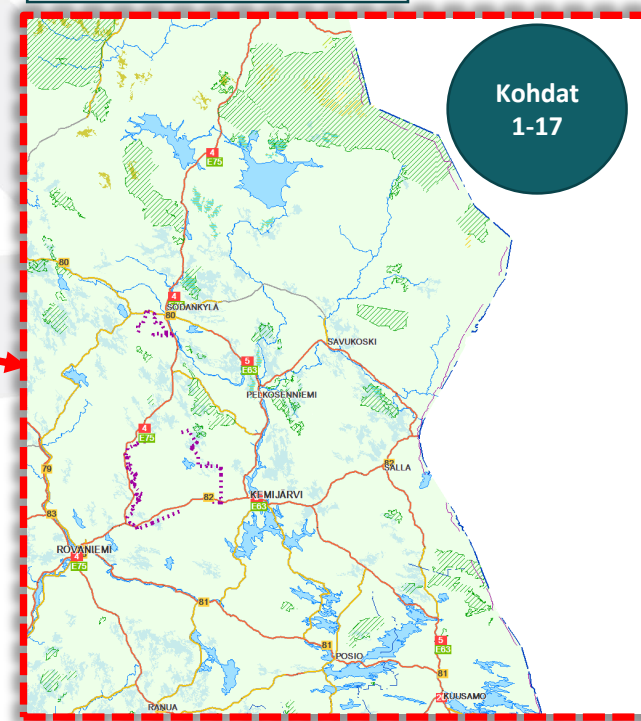 Kohdat
1-17
4
E75
80
4
SODANKYLÄ
80
SAVUKOSKI
5
E63
PELKOSENNIEMI
4
E75
79
82
SALLA
82
KEMIJÄRVI
E63
83
ROVANIEMI
4
E75
81
81
5
E63
POSIO
81
KUUSAMO
RANUA